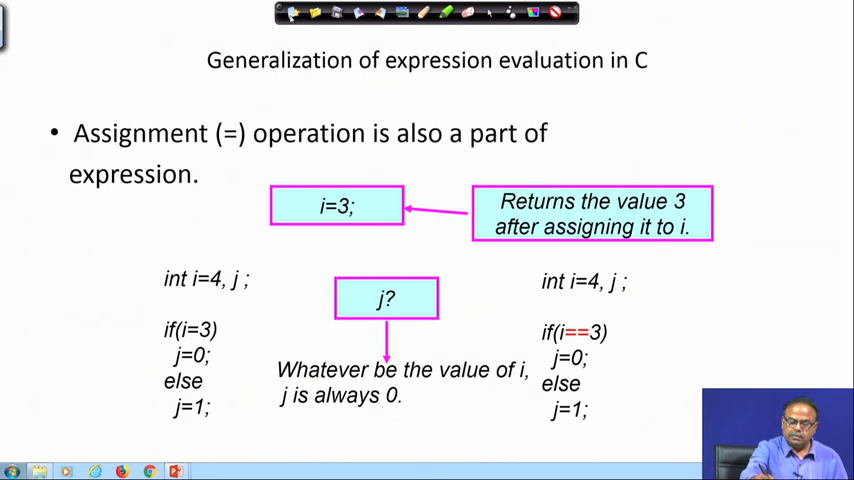 Generalization of expression evaluation in C
• Assignment (=) operation is also a part of
expression.
i=3;
Returns the value 3
after assigning it to i.
int i=4, j ;
if(i=3)
j=0;
else
j=1;
j?
Whatever be the value of i,
j is always 0.
int i=4, j ;
if(i==3)
j=0;
else
j=1;